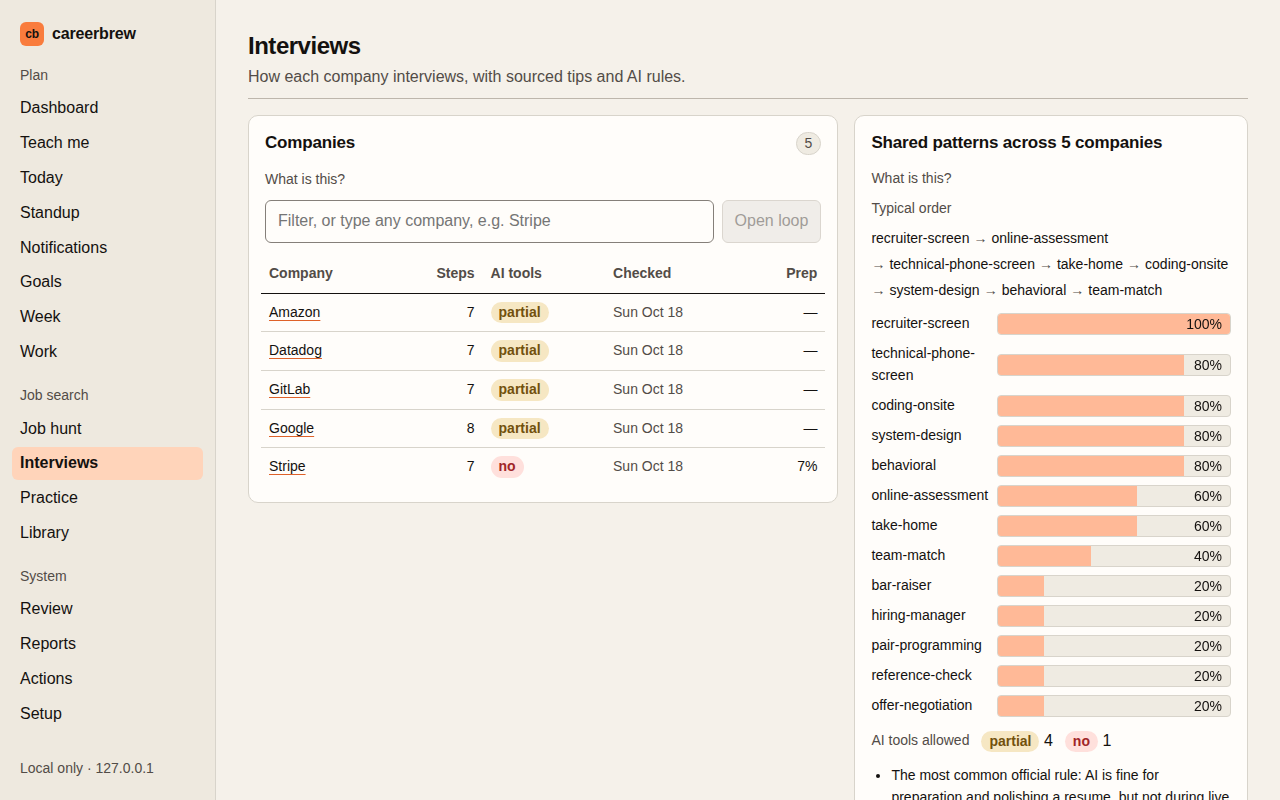 cb careerbrew
Plan
Dashboard
Teach me
Today
Standup
Notifications
Goals
Week
Work
Job search
Job hunt
Interviews
Practice
Library
System
Review
Reports
Actions
Setup
Local only · 127.0.0.1
Interviews
How each company interviews, with sourced tips and AI rules.
Companies 5
What is this?
Filter, or type any company, e.g. Stripe Open loop
Company Steps AI tools Checked Prep
Amazon 7 partial Sun Oct 18 —
Datadog 7 partial Sun Oct 18 —
GitLab 7 partial Sun Oct 18 —
Google 8 partial Sun Oct 18 —
Stripe 7 no Sun Oct 18 7%
Shared patterns across 5 companies
What is this?
Typical order
recruiter-screen → online-assessment
→ technical-phone-screen → take-home → coding-onsite
→ system-design → behavioral → team-match
recruiter-screen 100%
technical-phone-
screen 80%
coding-onsite 80%
system-design 80%
behavioral 80%
online-assessment 60%
take-home 60%
team-match 40%
bar-raiser 20%
hiring-manager 20%
pair-programming 20%
reference-check 20%
offer-negotiation 20%
AI tools allowed partial 4 no 1
• The most common official rule: AI is fine for
preparation and polishing a resume, but not during live